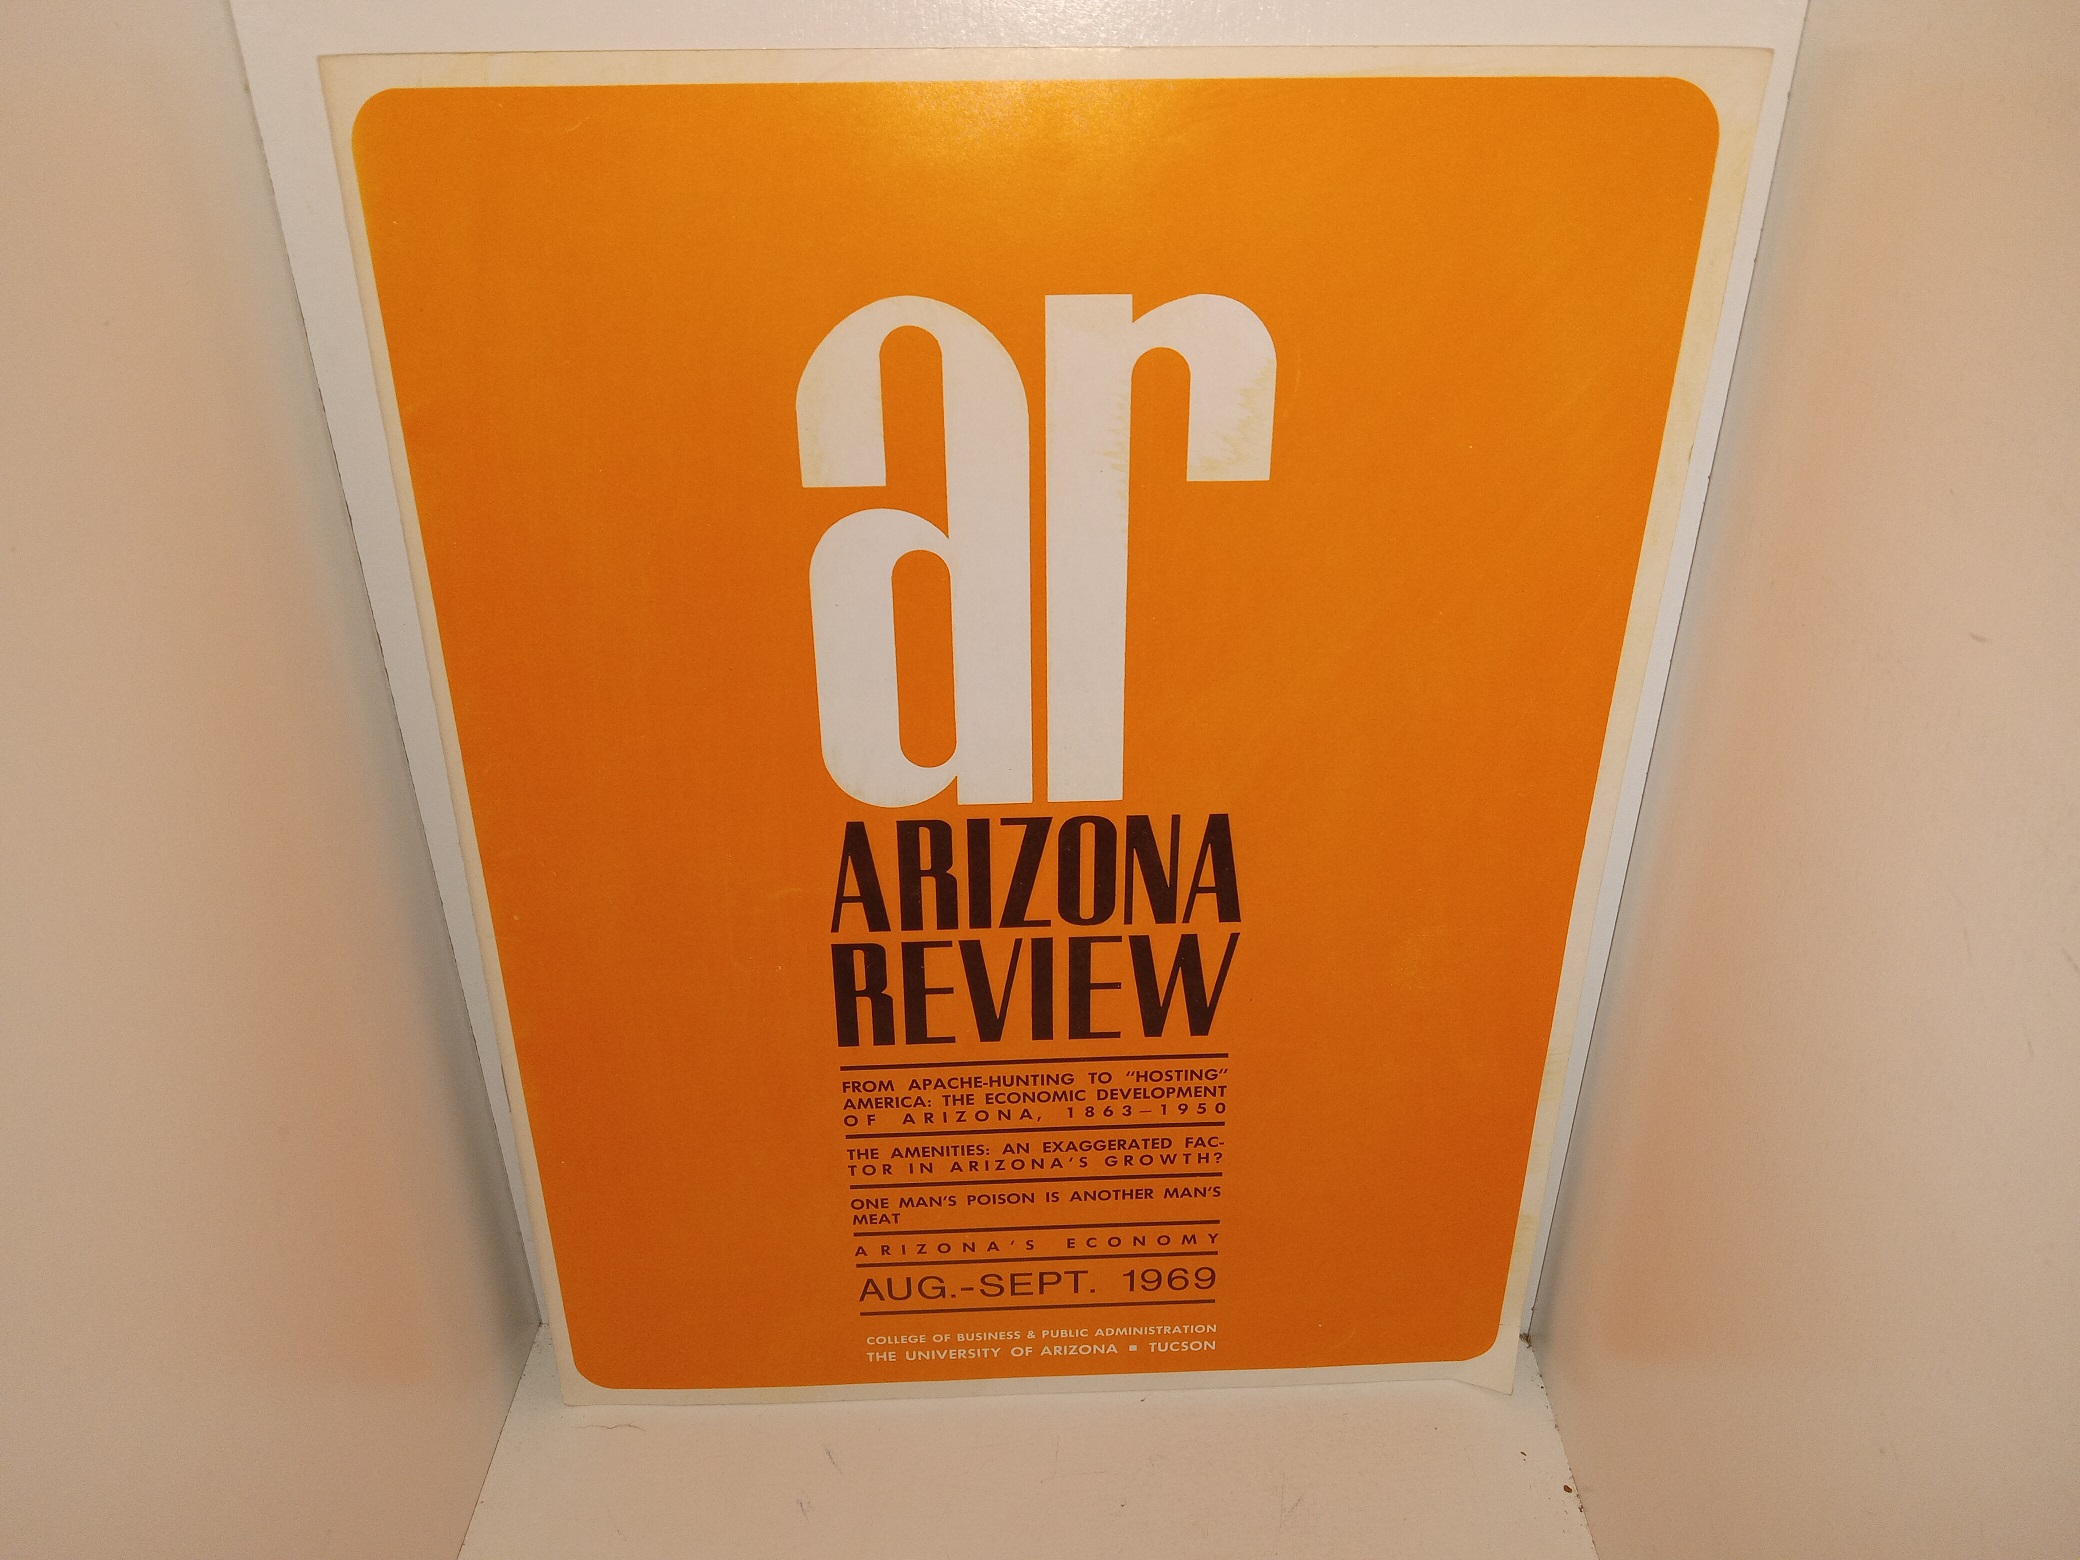 ar
ARIZONA
REVIEW
FROM APACHE-HUNTING TO "HOSTING"
AMERICA: THE ECONOMIC DEVELOPMENT
OF ARIZONA, 1863–1950
THE AMENITIES: AN EXAGGERATED FAC-
TOR IN ARIZONA'S GROWTH?
ONE MAN'S POISON IS ANOTHER MAN'S
MEAT
ARIZONA'S ECONOMY
AUG.-SEPT. 1969
COLLEGE OF BUSINESS & PUBLIC ADMINISTRATION
THE UNIVERSITY OF ARIZONA ▪ TUCSON